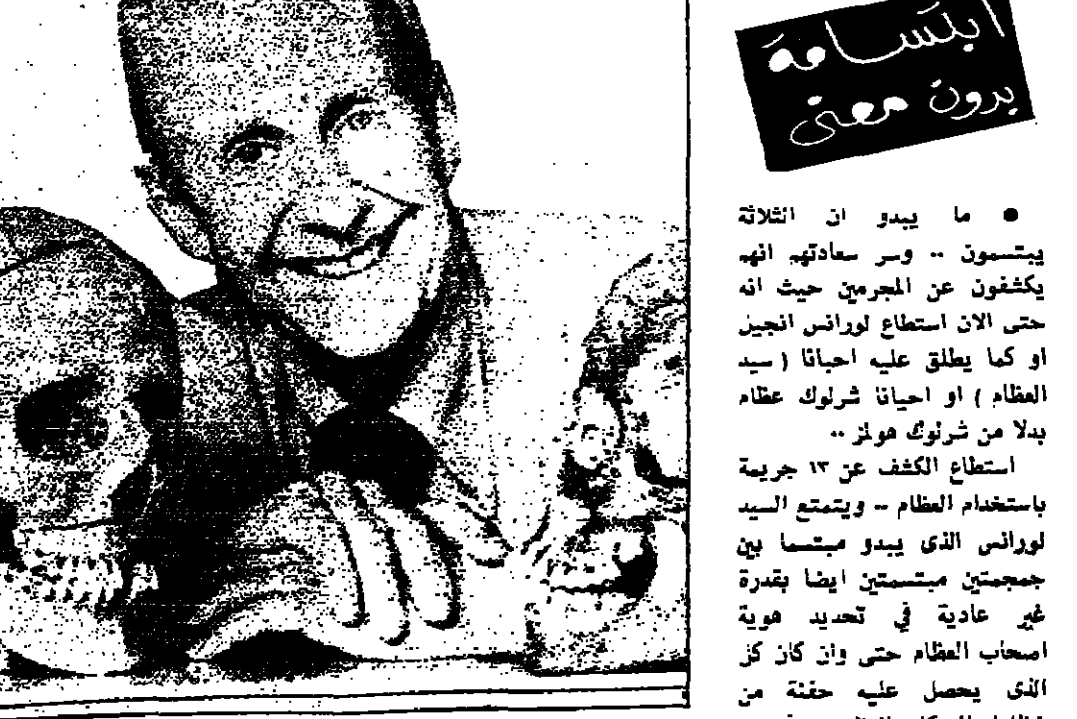 ابتسامة
بدون معنى
● ما يبدو ان الثلاثة
يبتسمون .. وسر سعادتهم انهم
يكشفون عن المجرمين حيث انه
حتى الان استطاع لورانس انجيل
او كما يطلق عليه احيانا ( سيد
العظام ) او احيانا شرلوك عظام
بدلا من شرلوك هولز ..
استطاع الكشف عن ١٣ جريمة
باستخدام العظام .. ويتمتع السيد
لورانس الذى يبدو مبتسما بين
جمجمتين مبتسمتين ايضا بقدرة
غير عادية في تحديد هوية
اصحاب العظام حتى وان كان كل
الذى يحصل عليه حفنة من